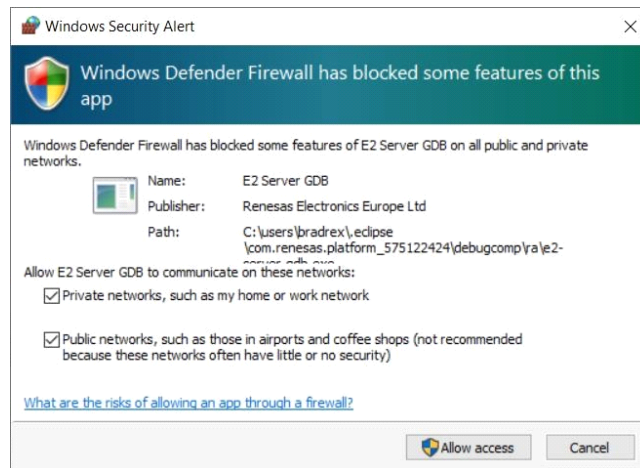 Windows Security Alert
Windows Defender Firewall has blocked some features of this
app
Windows Defender Firewall has blocked some features of E2 Server GDB on all public and private
networks.
Name: E2 Server GDB
Publisher: Renesas Electronics Europe Ltd
Path: C:\users\bradrex\.eclipse
\com.renesas.platform_575122424\debugcomp\ra\e2-
Allow E2 Server GDB to communicate on these networks:
Private networks, such as my home or work network
Public networks, such as those in airports and coffee shops (not recommended
because these networks often have little or no security)
What are the risks of allowing an app through a firewall?
Allow access Cancel